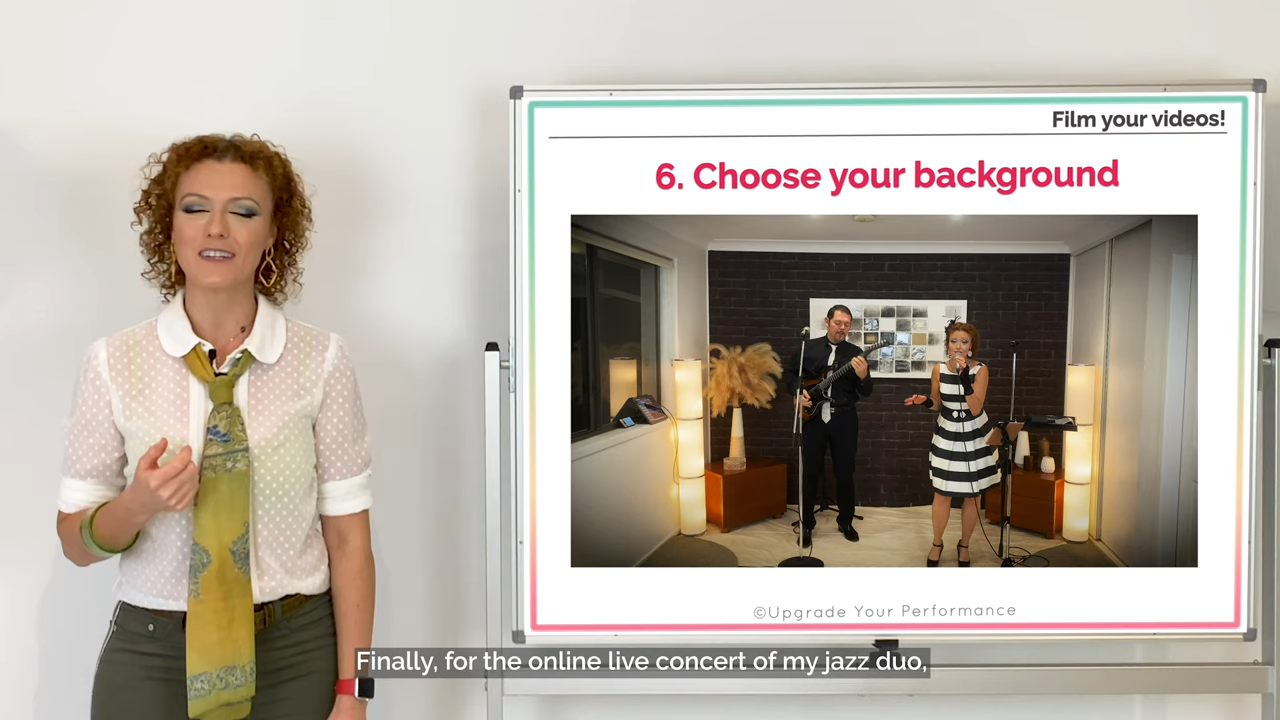 Film your videos!
6. Choose your background
©Upgrade Your Performance
Finally, for the online live concert of my jazz duo,